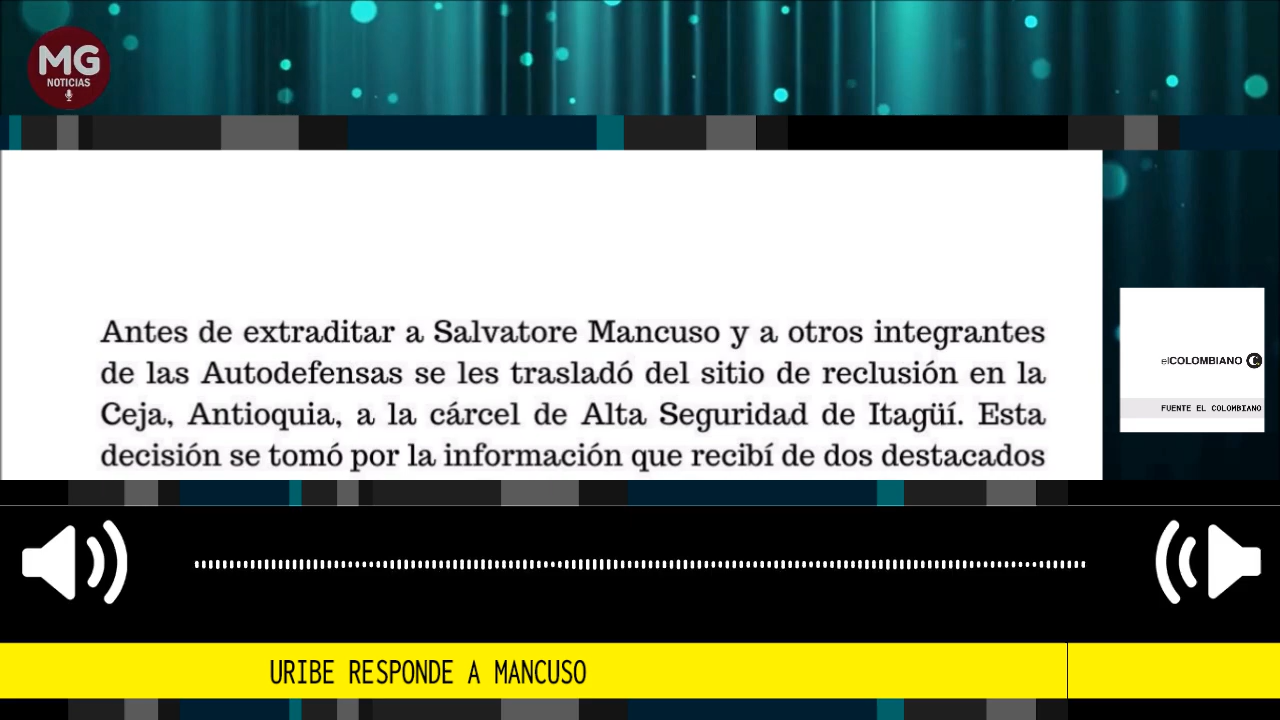 MG
NOTICIAS
Antes de extraditar a Salvatore Mancuso y a otros integrantes
de las Autodefensas se les trasladó del sitio de reclusión en la
Ceja, Antioquia, a la cárcel de Alta Seguridad de Itagüí. Esta
decisión se tomó por la información que recibí de dos destacados
elCOLOMBIANO C
FUENTE EL COLOMBIANO
URIBE RESPONDE A MANCUSO